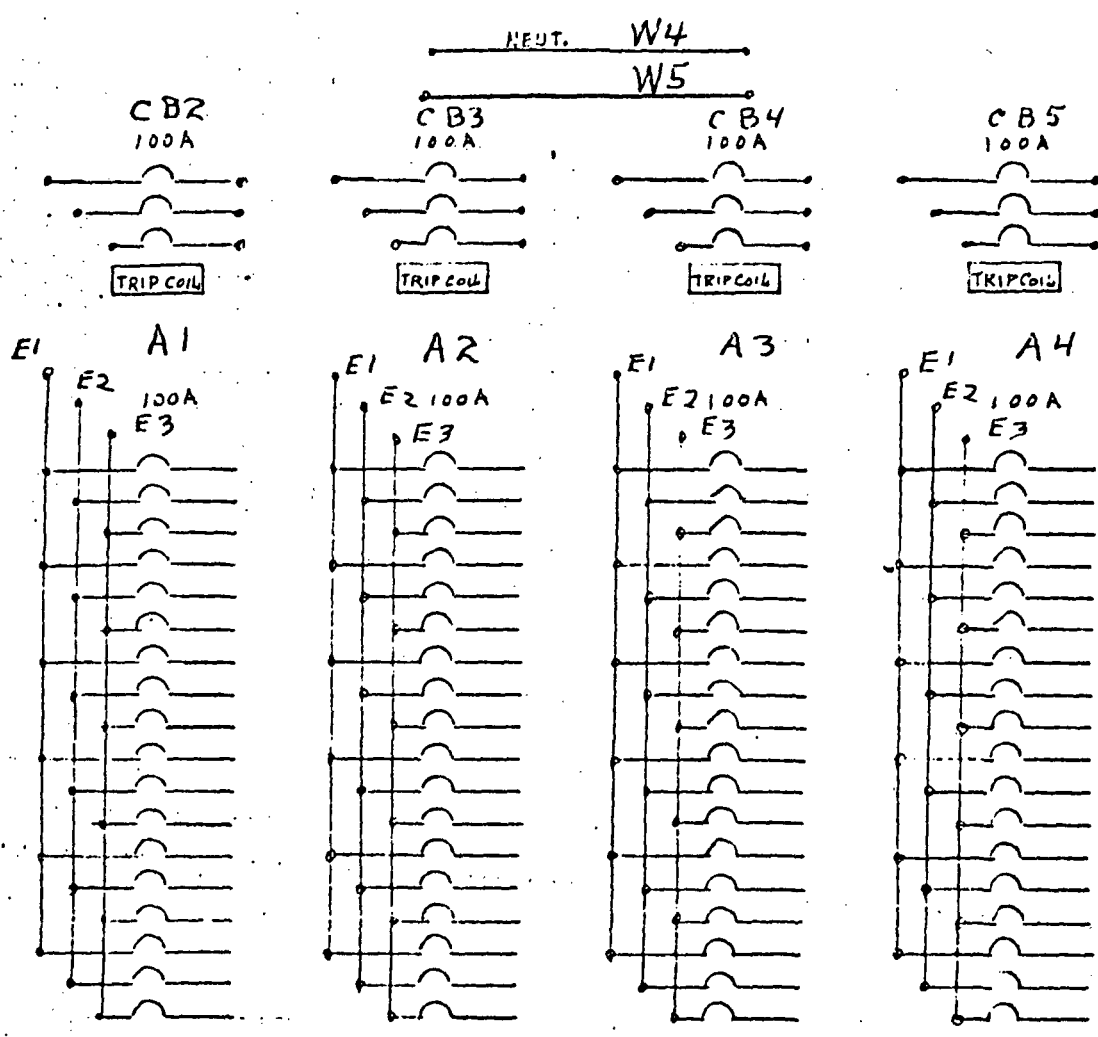 NEUT. W4
W5
CB2 CB3 CB4 CB5
100A 100A 100A 100A
TRIP COIL TRIP COIL TRIP COIL TRIP COIL
A1 A2 A3 A4
E1 E1 E1 E1
E2 E2 100A E2 100A E2 100A
100A
E3 E3 E3 E3